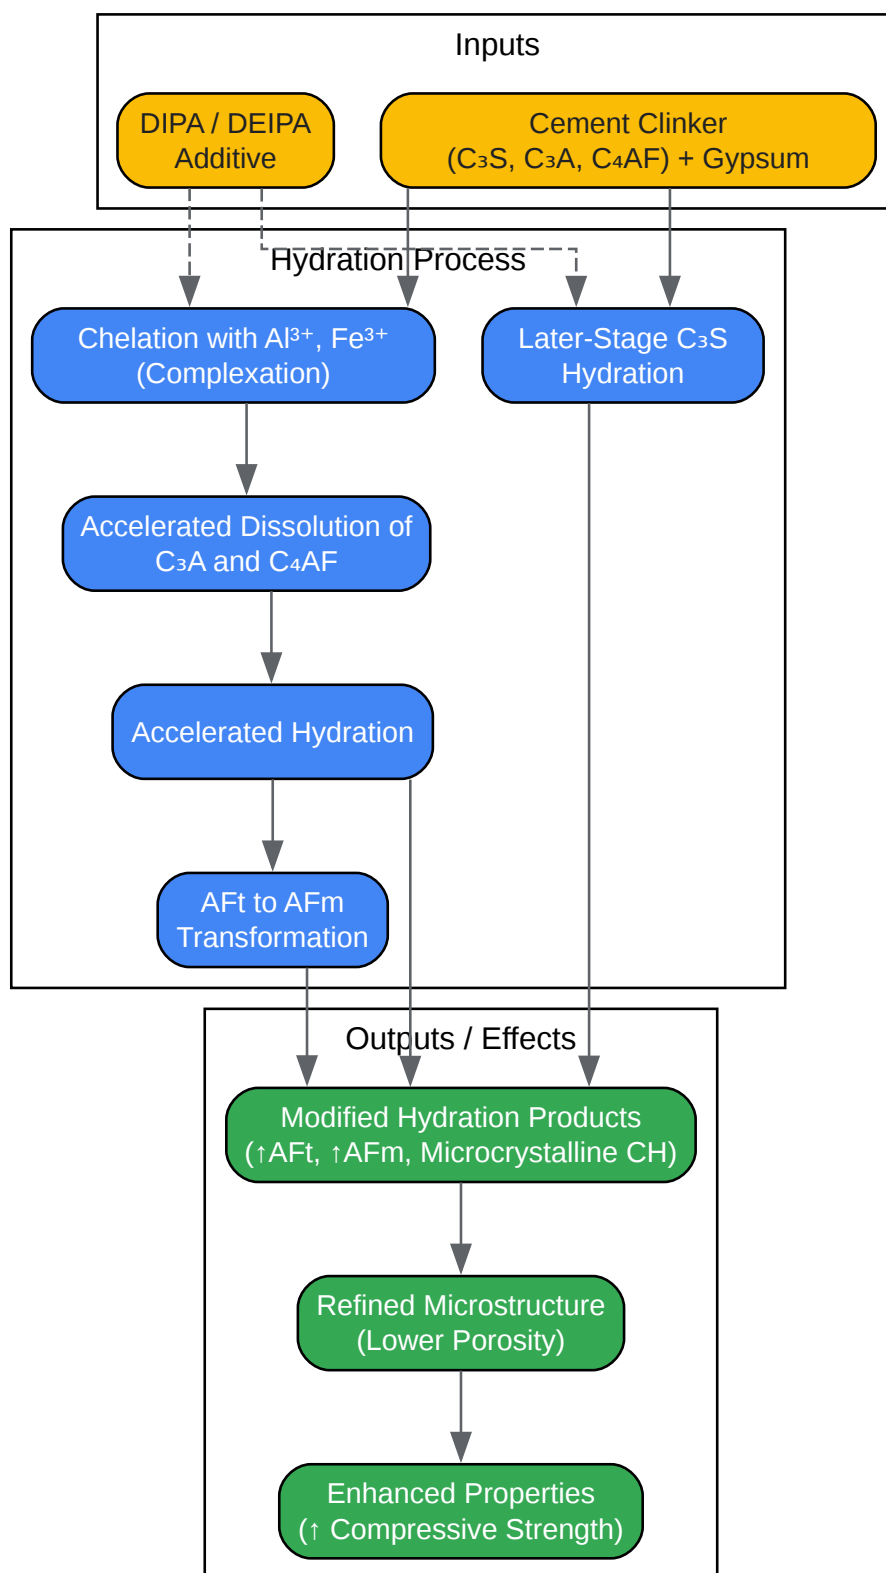 Inputs
DIPA / DEIPA
Additive
Cement Clinker
(C₃S, C₃A, C₄AF) + Gypsum
Hydration Process
Chelation with Al³⁺, Fe³⁺
(Complexation)
Later-Stage C₃S
Hydration
Accelerated Dissolution of
C₃A and C₄AF
Accelerated Hydration
AFt to AFm
Transformation
Outputs / Effects
Modified Hydration Products
(↑AFt, ↑AFm, Microcrystalline CH)
Refined Microstructure
(Lower Porosity)
Enhanced Properties
(↑ Compressive Strength)